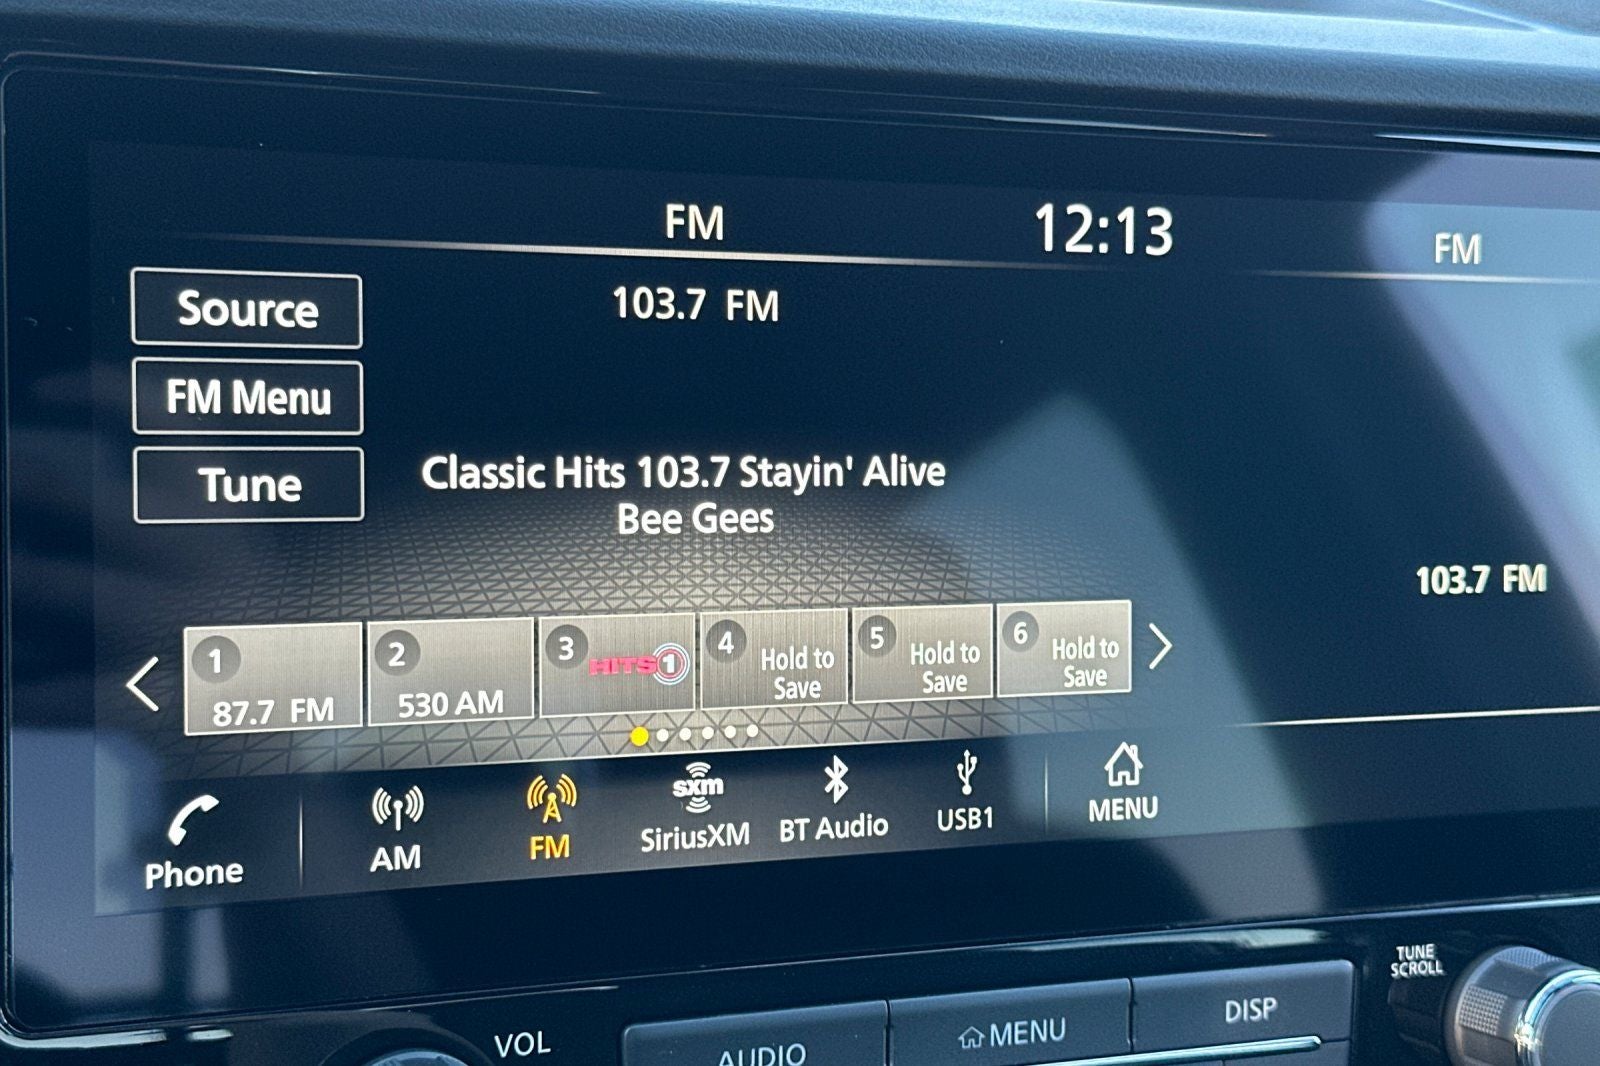 FM
12:13
FM
Source
103.7 FM
FM Menu
Tune
Classic Hits 103.7 Stayin' Alive
Bee Gees
103.7 FM
1
87.7 FM
2
530 AM
3
HITS 1
4
Hold to
Save
5
Hold to
Save
6
Hold to
Save
Phone
AM
FM
sxm
SiriusXM
BT Audio
USB1
MENU
TUNE
SCROLL
VOL
AUDIO
MENU
DISP